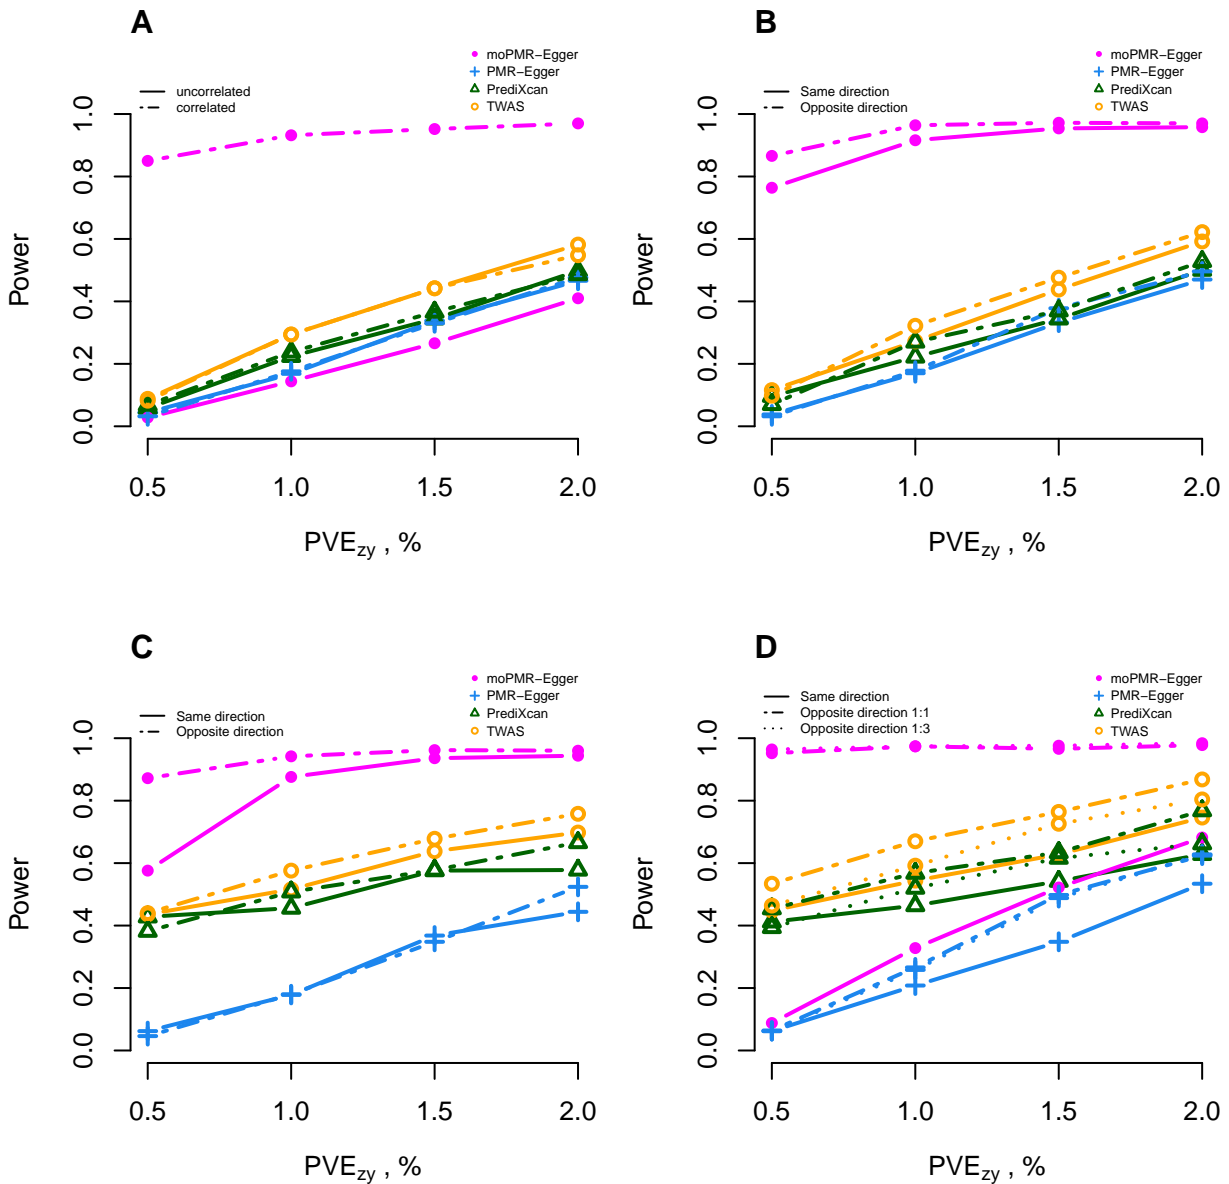 A
moPMR−Egger
PMR−Egger
PrediXcan
TWAS
uncorrelated
correlated
Power
0.0
0.2
0.4
0.6
0.8
1.0
0.5
1.0
1.5
2.0
PVEzy , %
B
moPMR−Egger
PMR−Egger
PrediXcan
TWAS
Same direction
Opposite direction
Power
0.0
0.2
0.4
0.6
0.8
1.0
0.5
1.0
1.5
2.0
PVEzy , %
C
moPMR−Egger
PMR−Egger
PrediXcan
TWAS
Same direction
Opposite direction
Power
0.0
0.2
0.4
0.6
0.8
1.0
0.5
1.0
1.5
2.0
PVEzy , %
D
moPMR−Egger
PMR−Egger
PrediXcan
TWAS
Same direction
Opposite direction 1:1
Opposite direction 1:3
Power
0.0
0.2
0.4
0.6
0.8
1.0
0.5
1.0
1.5
2.0
PVEzy , %